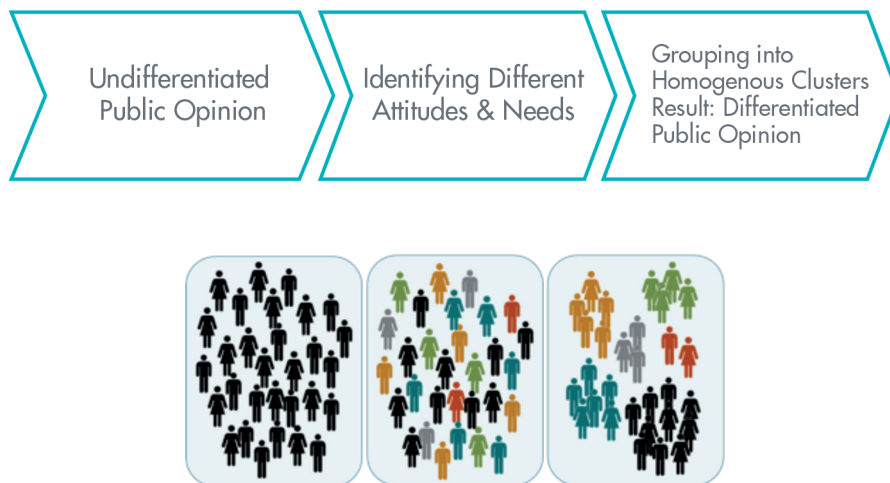 Undifferentiated
Public Opinion
Identifying Different
Attitudes & Needs
Grouping into
Homogenous Clusters
Result: Differentiated
Public Opinion